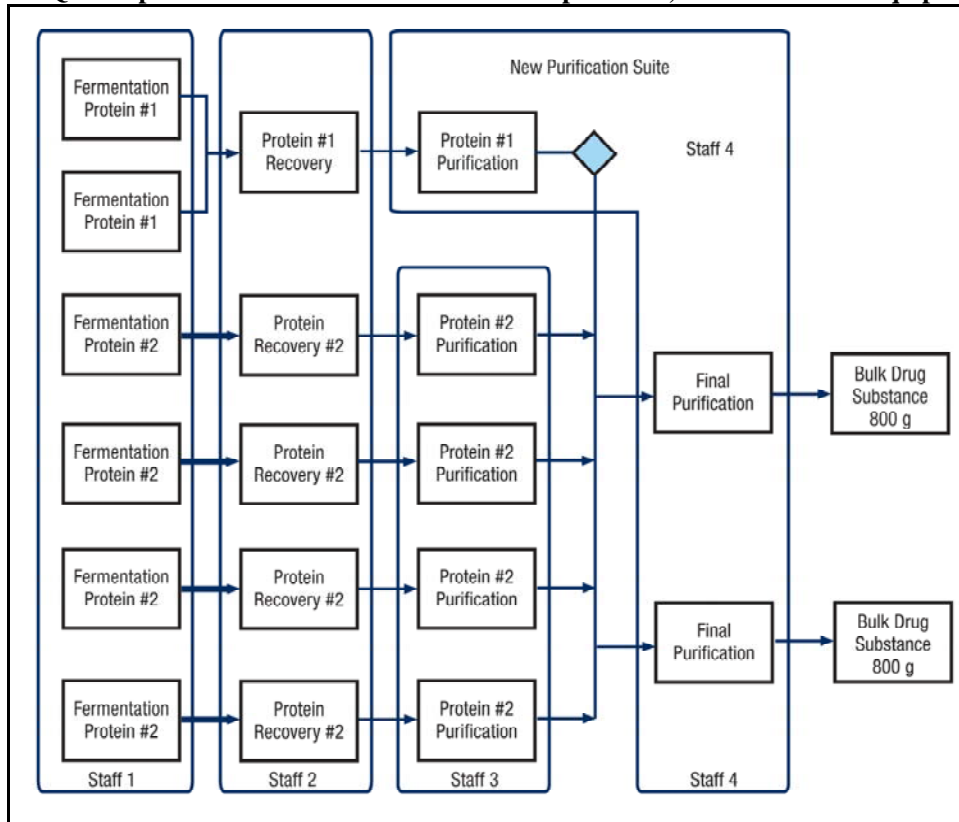 Fermentation
Protein #1
Fermentation
Protein #1
Fermentation
Protein #2
Fermentation
Protein #2
Fermentation
Protein #2
Fermentation
Protein #2
Staff 1
Protein #1
Recovery
Protein
Recovery #2
Protein
Recovery #2
Protein
Recovery #2
Protein
Recovery #2
Staff 2
New Purification Suite
Protein #1
Purification
Staff 4
Protein #2
Purification
Protein #2
Purification
Protein #2
Purification
Protein #2
Purification
Staff 3
Final
Purification
Final
Purification
Staff 4
Bulk Drug
Substance
800 g
Bulk Drug
Substance
800 g